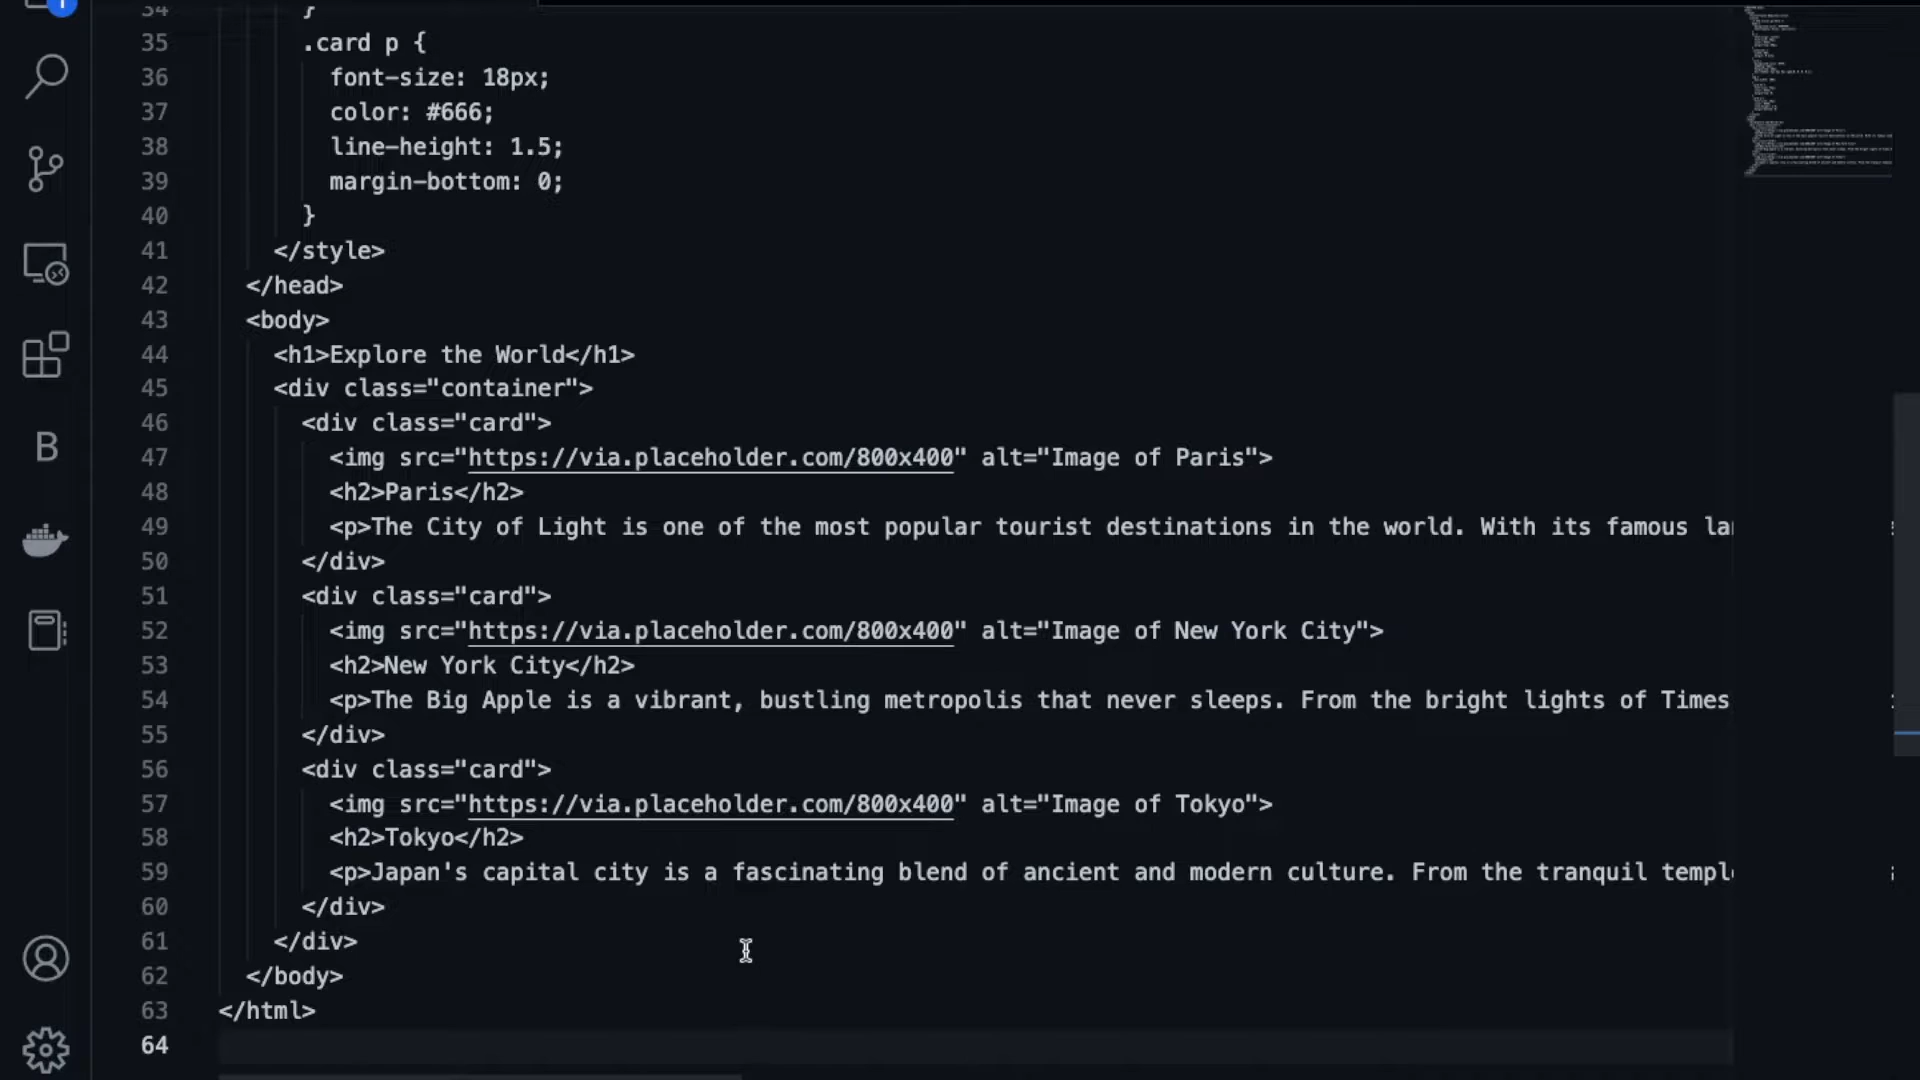 34 }
35 .card p {
36 font-size: 18px;
37 color: #666;
38 line-height: 1.5;
39 margin-bottom: 0;
40 }
41 </style>
42 </head>
43 <body>
44 <h1>Explore the World</h1>
45 <div class="container">
46 <div class="card">
47 <img src="https://via.placeholder.com/800x400" alt="Image of Paris">
48 <h2>Paris</h2>
49 <p>The City of Light is one of the most popular tourist destinations in the world. With its famous
50 </div>
51 <div class="card">
52 <img src="https://via.placeholder.com/800x400" alt="Image of New York City">
53 <h2>New York City</h2>
54 <p>The Big Apple is a vibrant, bustling metropolis that never sleeps. From the bright lights of Times
55 </div>
56 <div class="card">
57 <img src="https://via.placeholder.com/800x400" alt="Image of Tokyo">
58 <h2>Tokyo</h2>
59 <p>Japan's capital city is a fascinating blend of ancient and modern culture. From the tranquil
60 </div>
61 </div>
62 </body>
63 </html>
64
B
1